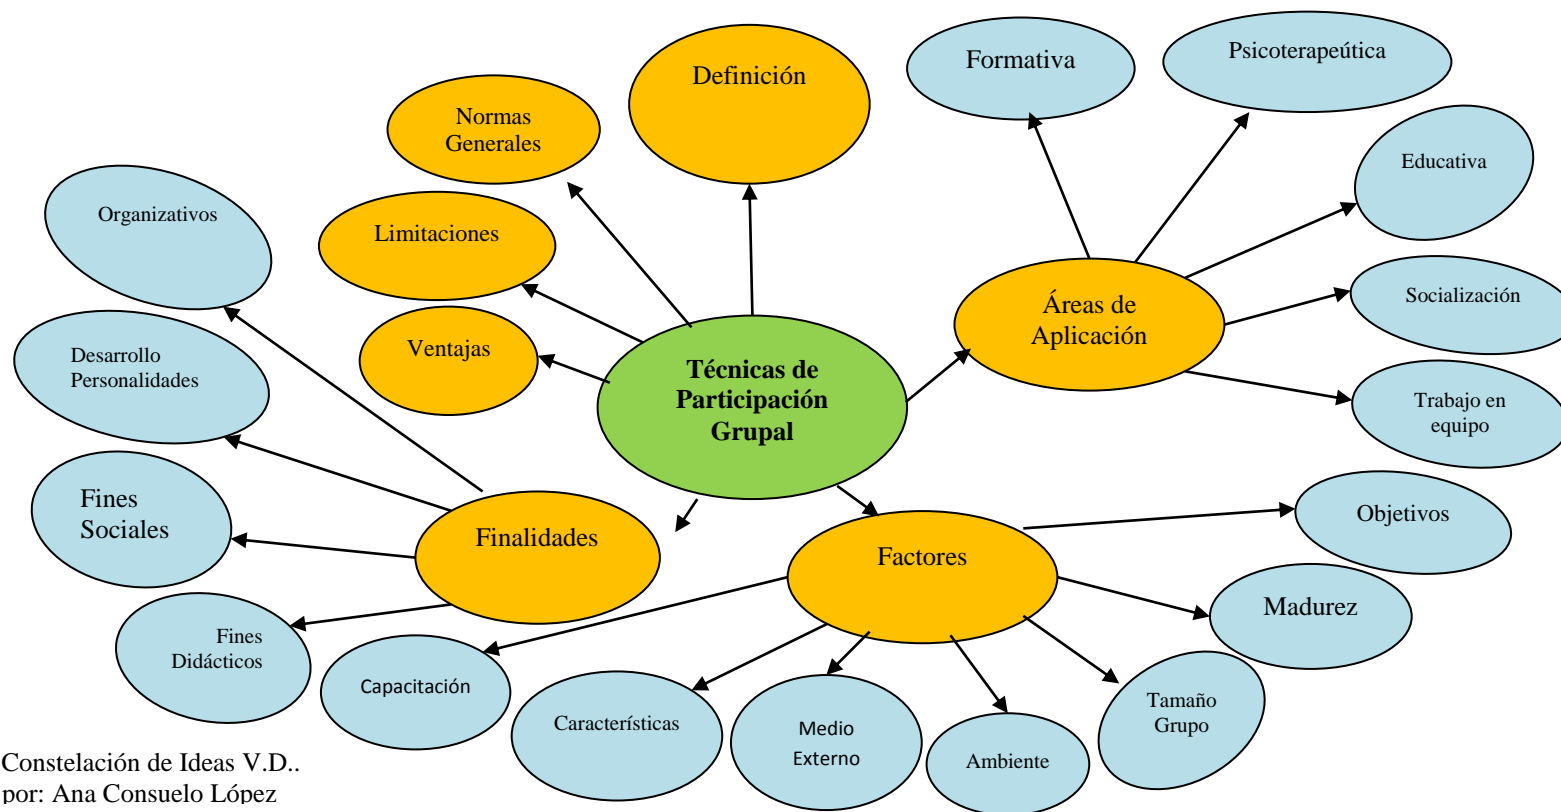 Definición
Formativa
Psicoterapeútica
Normas
Generales
Educativa
Organizativos
Limitaciones
Áreas de
Aplicación
Socialización
Ventajas
Desarrollo
Personalidades
Técnicas de
Participación
Grupal
Trabajo en
equipo
Fines
Sociales
Finalidades
Factores
Objetivos
Madurez
Fines
Didácticos
Capacitación
Características
Medio
Externo
Ambiente
Tamaño
Grupo
Constelación de Ideas V.D..
por: Ana Consuelo López